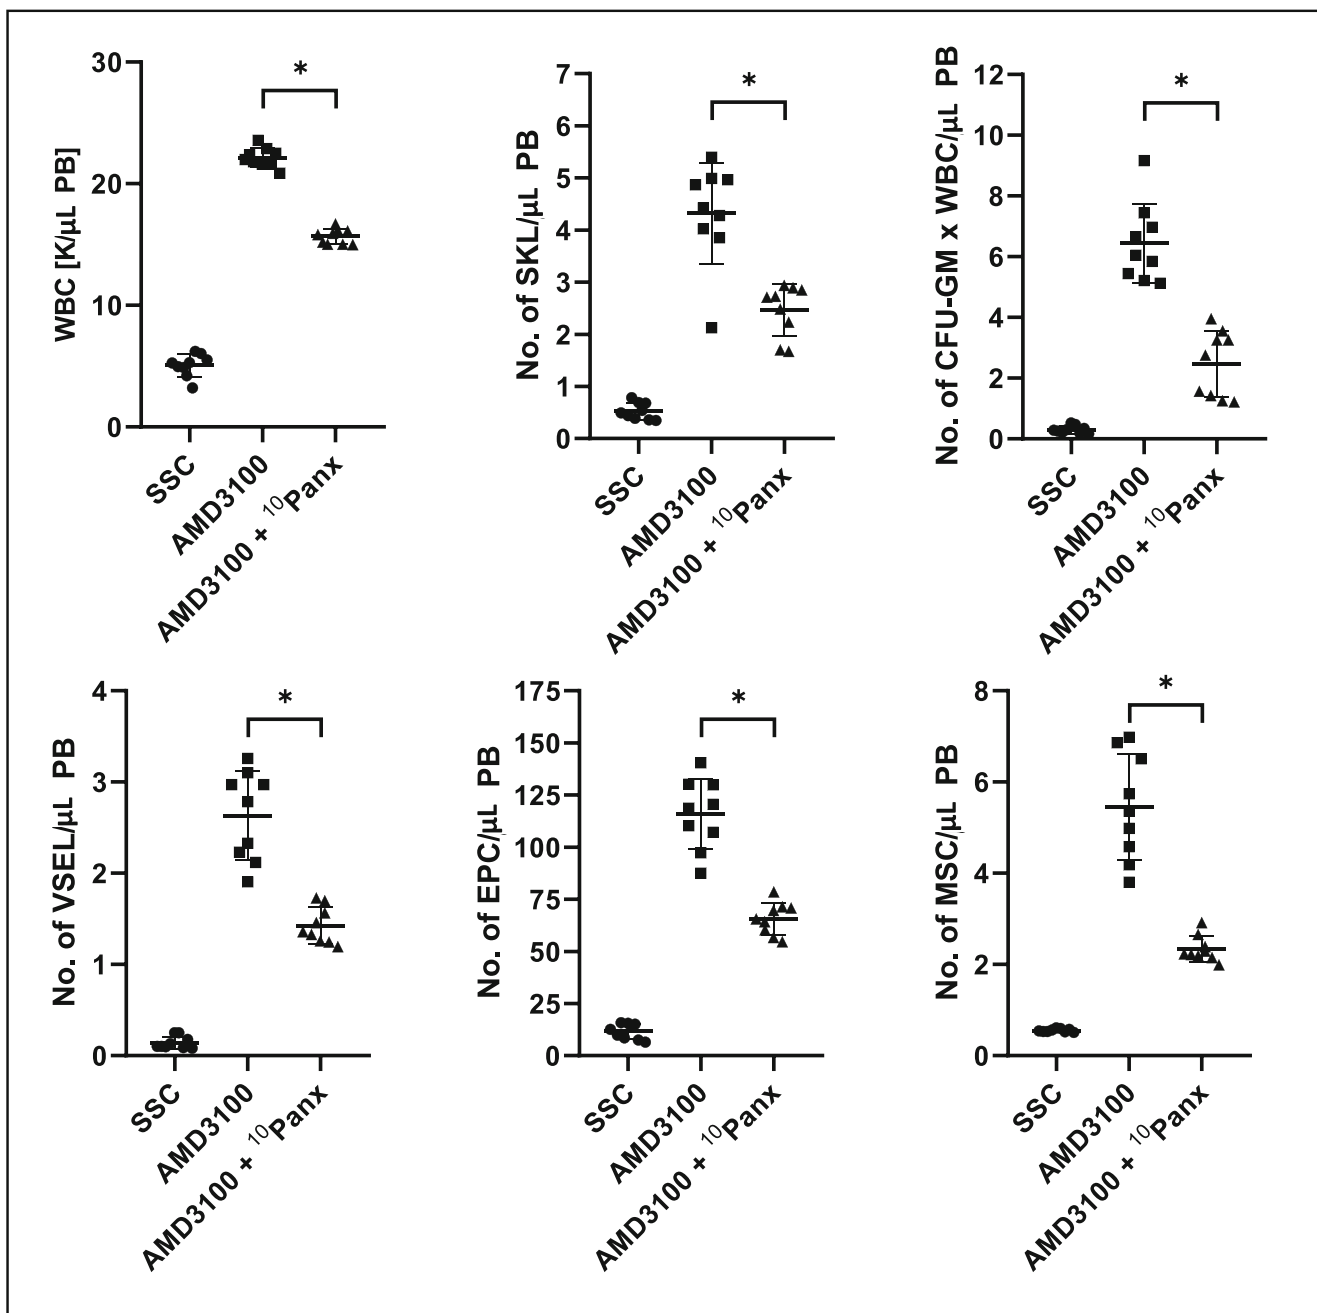 WBC [K/µL PB]
30
20
10
0
*
SSC
AMD3100
AMD3100 + ¹⁰Panx
No. of SKL/µL PB
7
6
5
4
3
2
1
0
*
SSC
AMD3100
AMD3100 + ¹⁰Panx
No. of CFU-GM x WBC/µL PB
12
10
8
6
4
2
0
*
SSC
AMD3100
AMD3100 + ¹⁰Panx
No. of VSEL/µL PB
4
3
2
1
0
*
SSC
AMD3100
AMD3100 + ¹⁰Panx
No. of EPC/µL PB
175
150
125
100
75
50
25
0
*
SSC
AMD3100
AMD3100 + ¹⁰Panx
No. of MSC/µL PB
8
6
4
2
0
*
SSC
AMD3100
AMD3100 + ¹⁰Panx